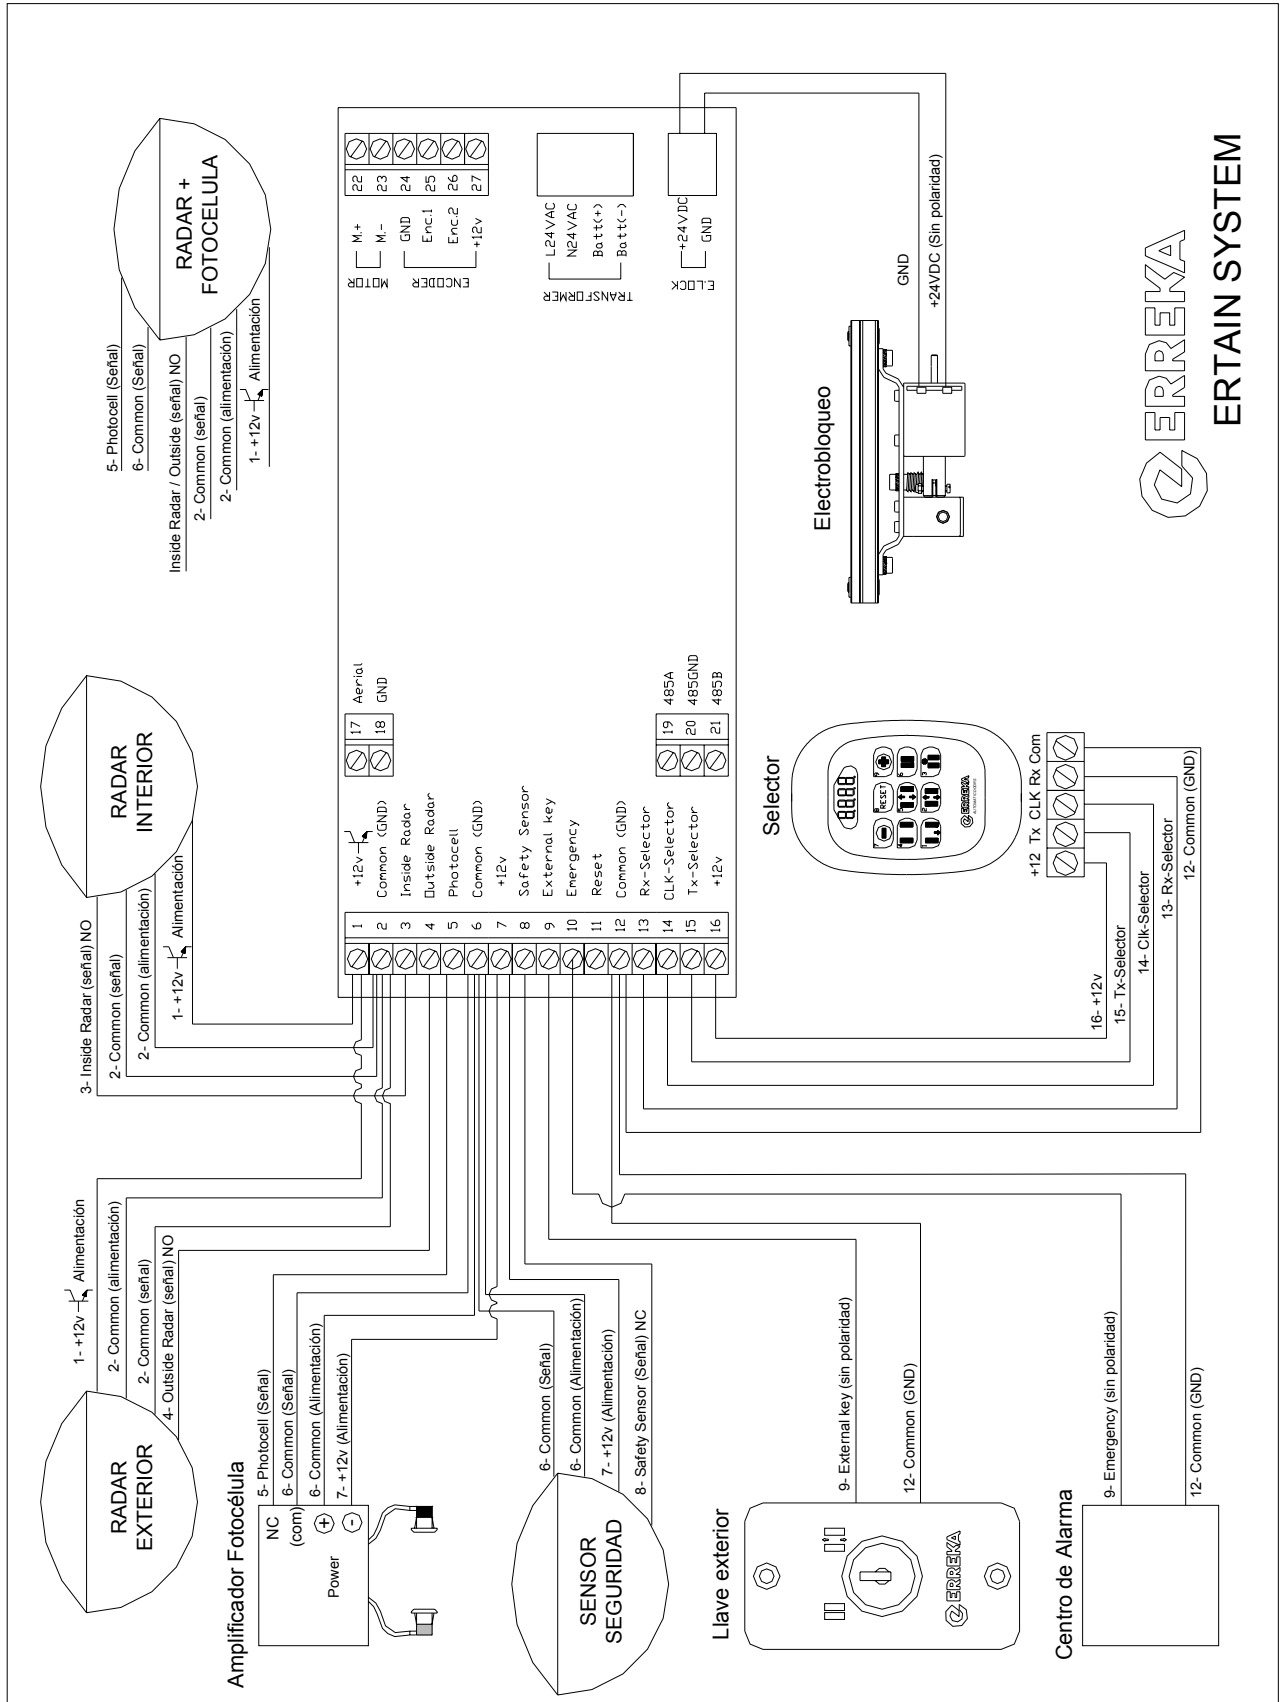 RADAR +
FOTOCELULA
5- Photocell (Señal)
6- Common (Señal)
Inside Radar / Outside (señal) NO
2- Common (señal)
2- Common (alimentación)
1- +12v Alimentación
RADAR
INTERIOR
3- Inside Radar (señal) NO
2- Common (señal)
2- Common (alimentación)
1- +12v Alimentación
RADAR
EXTERIOR
1- +12v Alimentación
2- Common (alimentación)
2- Common (señal)
4- Outside Radar (señal) NO
Amplificador Fotocélula
NC
(com)
+
-
Power
5- Photocell (Señal)
6- Common (Señal)
6- Common (Alimentación)
7- +12v (Alimentación)
SENSOR
SEGURIDAD
6- Common (Señal)
6- Common (Alimentación)
7- +12v (Alimentación)
8- Safety Sensor (Señal) NC
Llave exterior
ERREKA
9- External key (sin polaridad)
12- Common (GND)
Centro de Alarma
9- Emergency (sin polaridad)
12- Common (GND)
1 +12v
2 Common (GND)
3 Inside Radar
4 Outside Radar
5 Photocell
6 Common (GND)
7 +12v
8 Safety Sensor
9 External key
10 Emergency
11 Reset
12 Common (GND)
13 Rx-Selector
14 CLK-Selector
15 Tx-Selector
16 +12v
17 Aerial
18 GND
19 485A
20 485GND
21 485B
22 M.+
23 M.-
24 GND
25 Enc.1
26 Enc.2
27 +12v
MOTOR
ENCODER
L24VAC
N24VAC
Batt(+)
Batt(-)
TRANSFORMER
+24VDC
GND
E.LOCK
GND
+24VDC (Sin polaridad)
Electrobloqueo
Selector
8.8.8.8.
RESET
ERREKA
+12 Tx CLK Rx Com
16- +12v
15- Tx-Selector
14- Clk-Selector
13- Rx-Selector
12- Common (GND)
ERREKA
ERTAIN SYSTEM